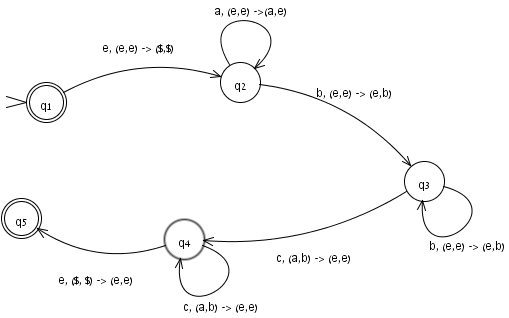 a, (e,e) ->(a,e)
e, (e,e) -> ($,$)
q1
q2
b, (e,e) -> (e,b)
q3
q5
q4
b, (e,e) -> (e,b)
c, (a,b) -> (e,e)
e, ($, $) -> (e,e)
c, (a,b) -> (e,e)